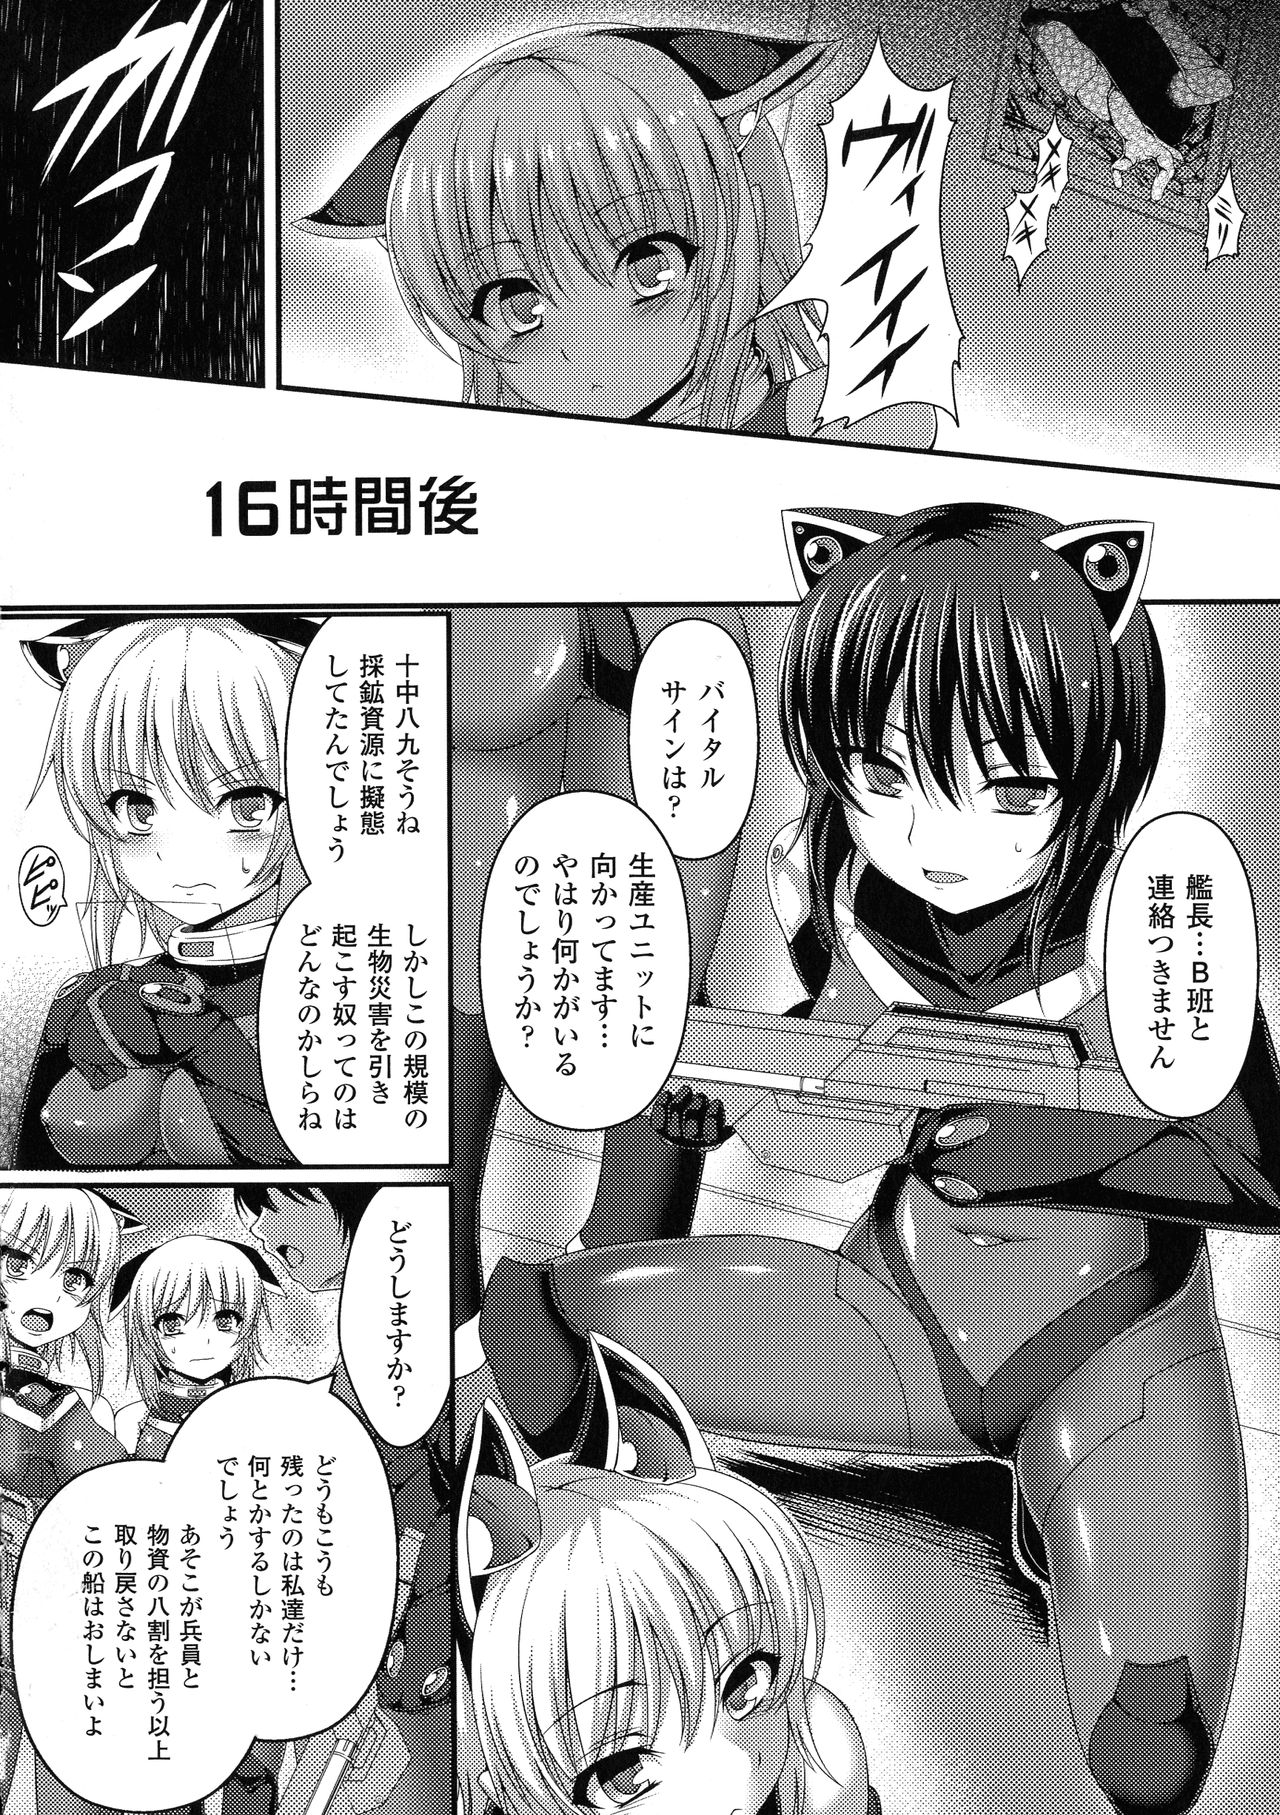 メキ
メキ
ミシ
ヴィイイイ
ガコン
16時間後
艦長…B班と
連絡つきません
バイタル
サインは?
生産ユニットに
向かってます…
やはり何かがいる
のでしょうか?
十中八九そうね
採鉱資源に擬態
してたんでしょう
しかしこの規模の
生物災害を引き
起こす奴っての​は
どんなのかしらね
ピピピッ
どうしますか?
どうもこうも
残ったのは私達だけ…
何とかするしかない
でしょう
あそこが兵員と
物資の八割を担う以上
取り戻さないと
この船はおしまいよ